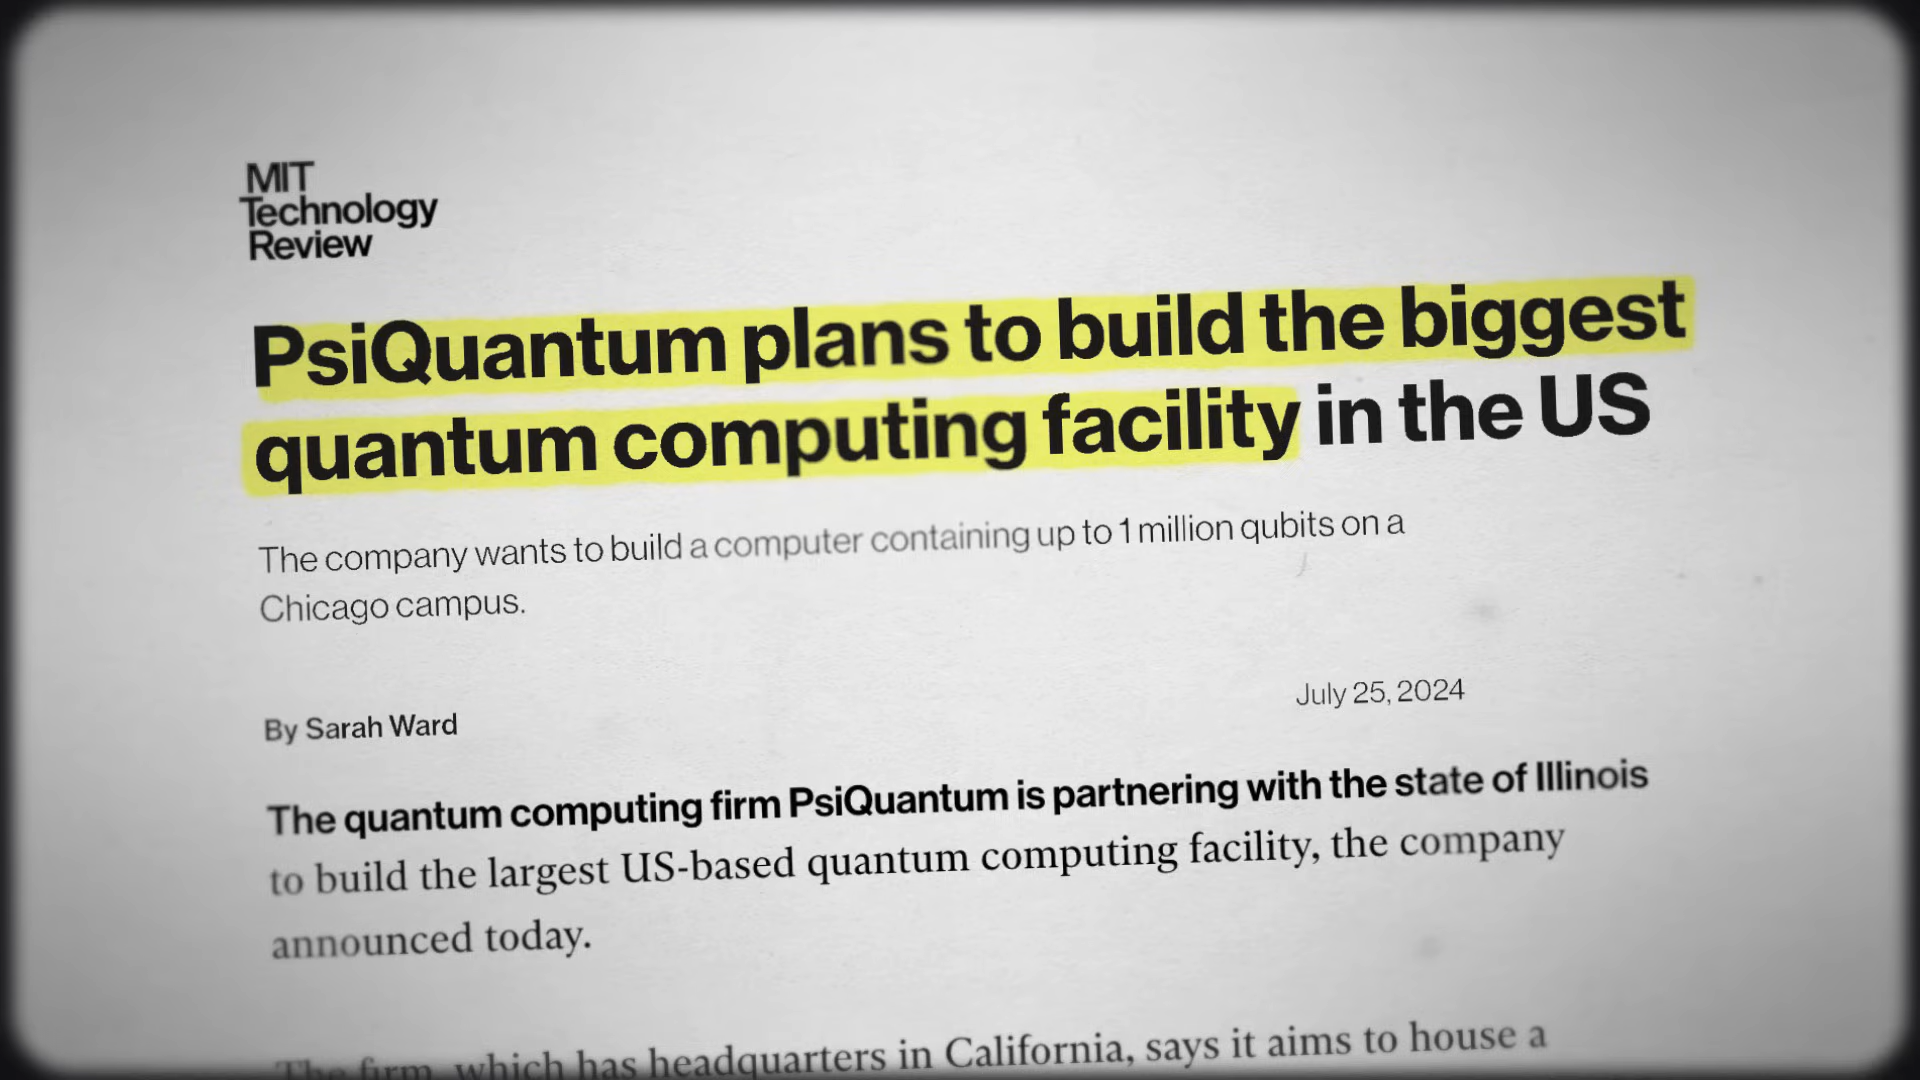 MIT
Technology
Review
PsiQuantum plans to build the biggest
quantum computing facility in the US
The company wants to build a computer containing up to 1 million qubits on a
Chicago campus.
July 25, 2024
By Sarah Ward
The quantum computing firm PsiQuantum is partnering with the state of Illinois
to build the largest US-based quantum computing facility, the company
announced today.
The firm, which has headquarters in California, says it aims to house a